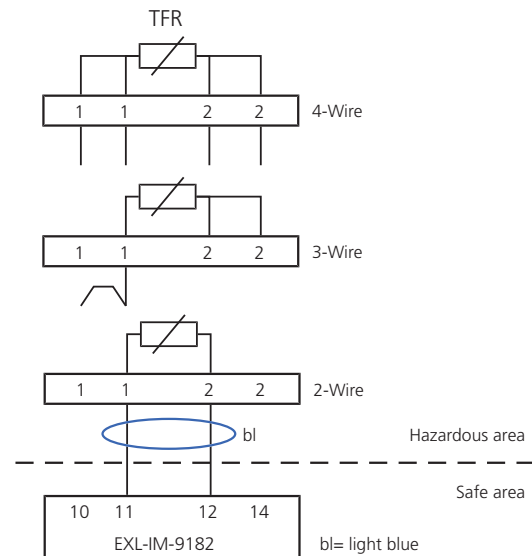 TFR
1 1 2 2 4-Wire
1 1 2 2 3-Wire
1 1 2 2 2-Wire
bl Hazardous area
Safe area
10 11 12 14
EXL-IM-9182 bl= light blue